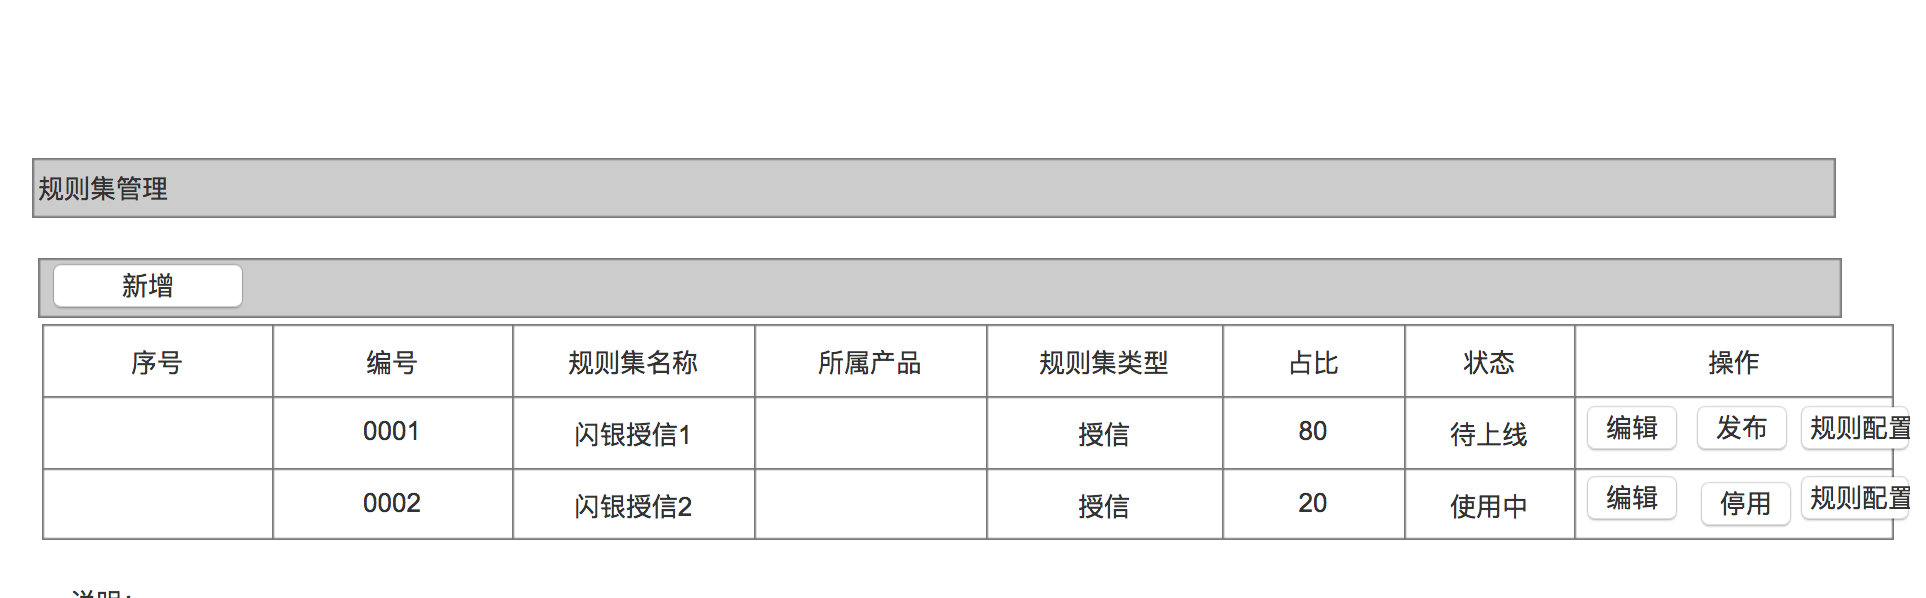 规则集管理
新增
序号 编号 规则集名称 所属产品 规则集类型 占比 状态 操作
0001 闪银授信1 授信 80 待上线 编辑 发布 规则配置
0002 闪银授信2 授信 20 使用中 编辑 停用 规则配置
说明：